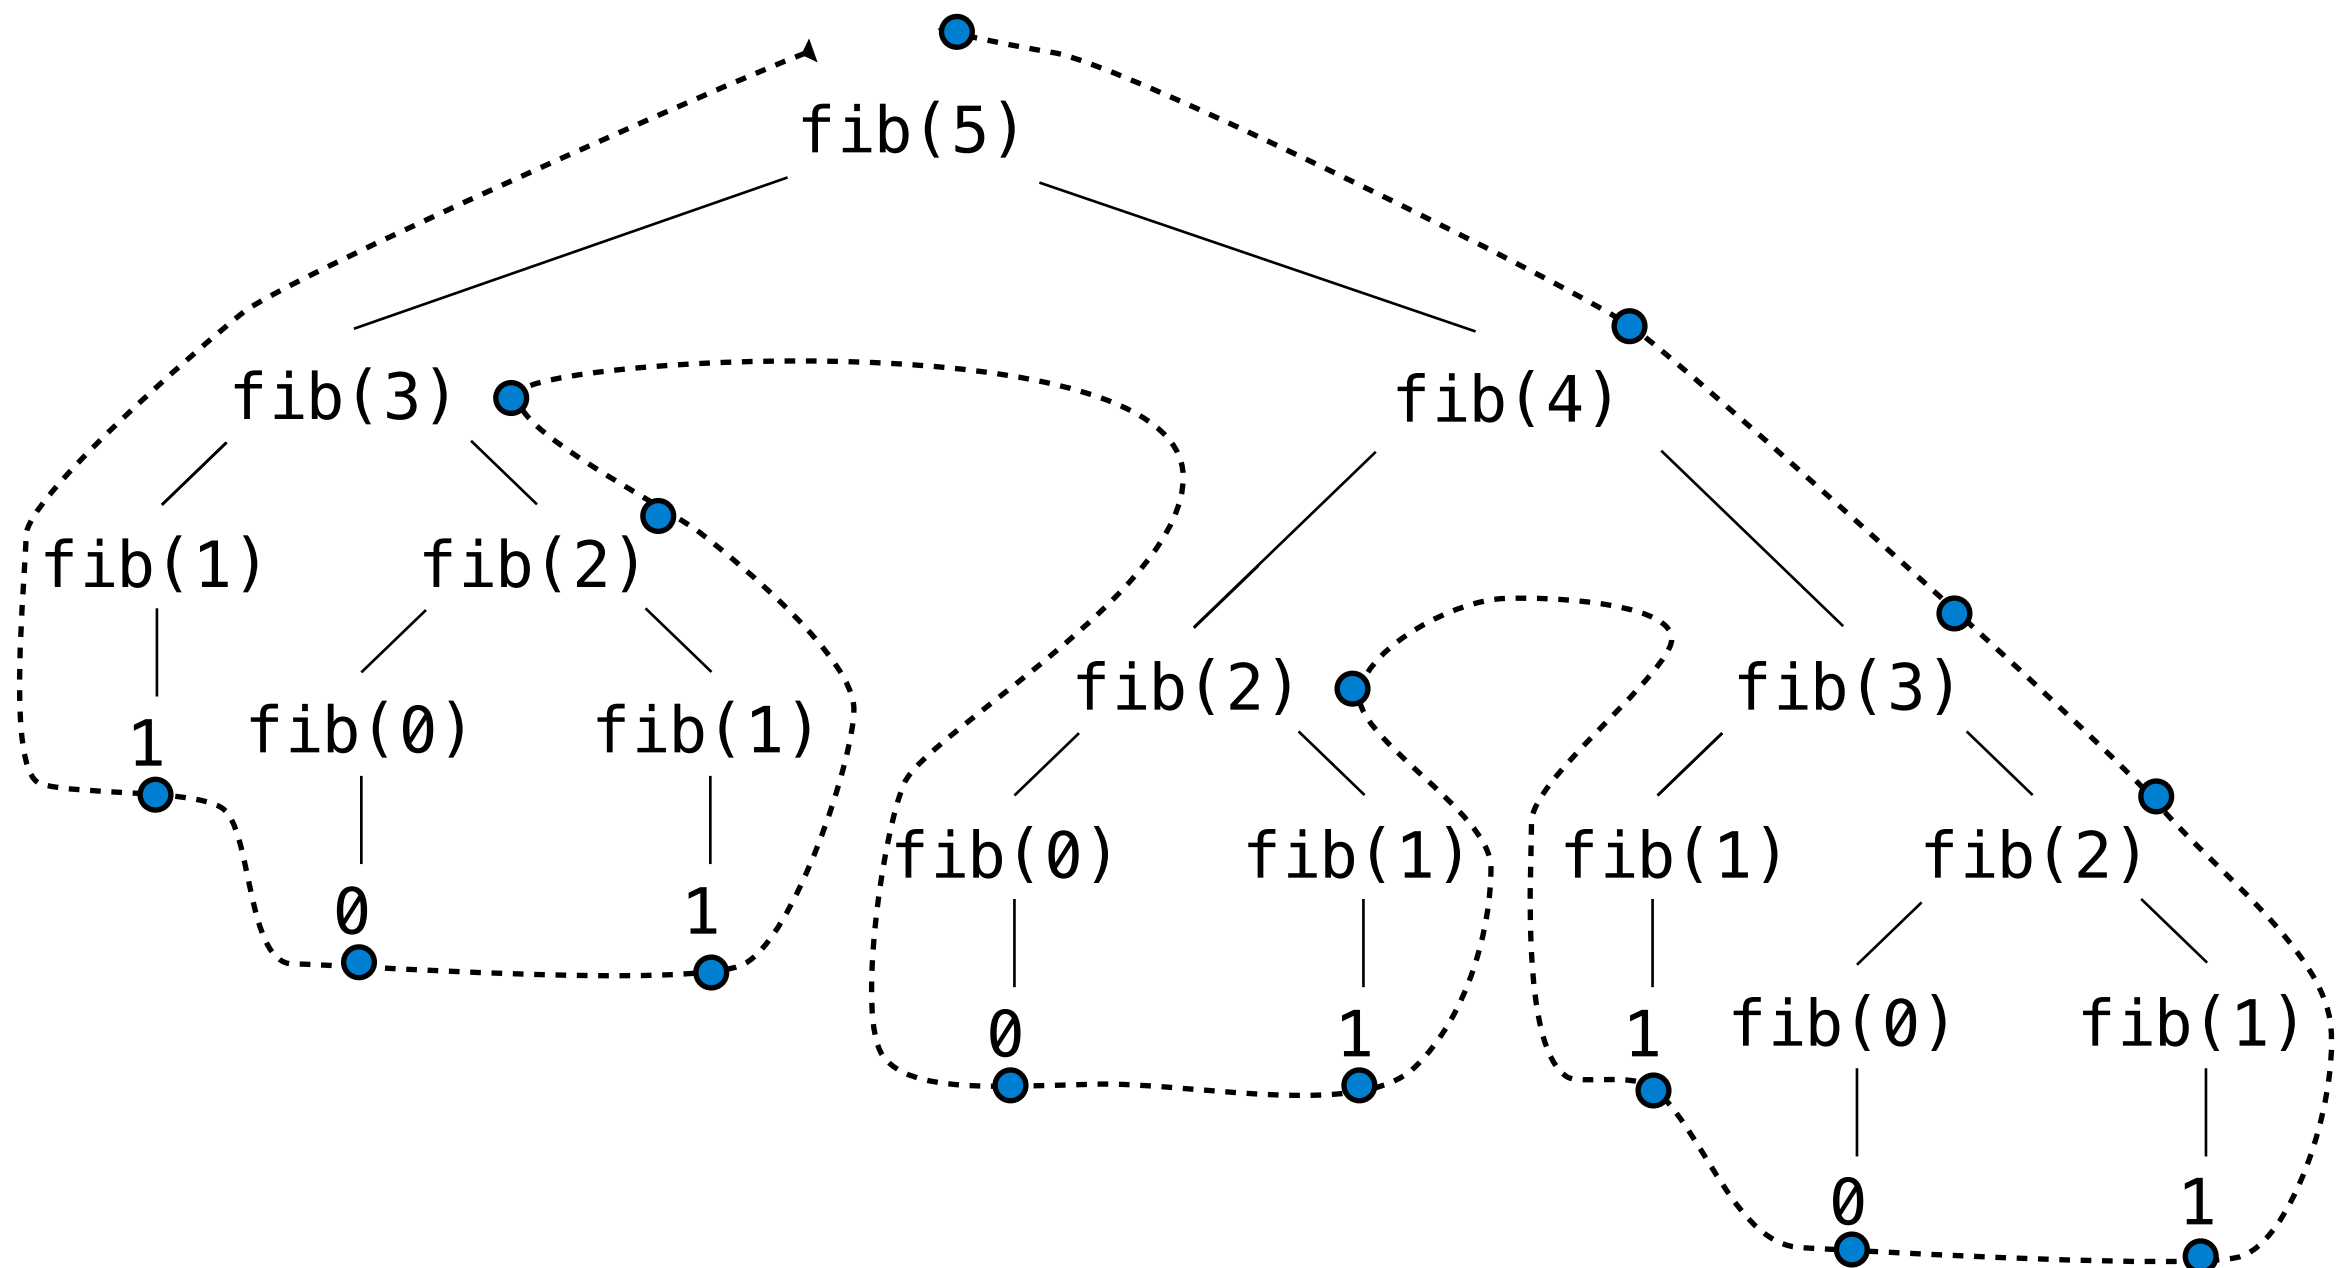 fib(5)
fib(3) fib(4)
fib(1) fib(2)
fib(2) fib(3)
1 fib(0) fib(1)
fib(0) fib(1) fib(1) fib(2)
0 1
0 1 1 fib(0) fib(1)
0 1